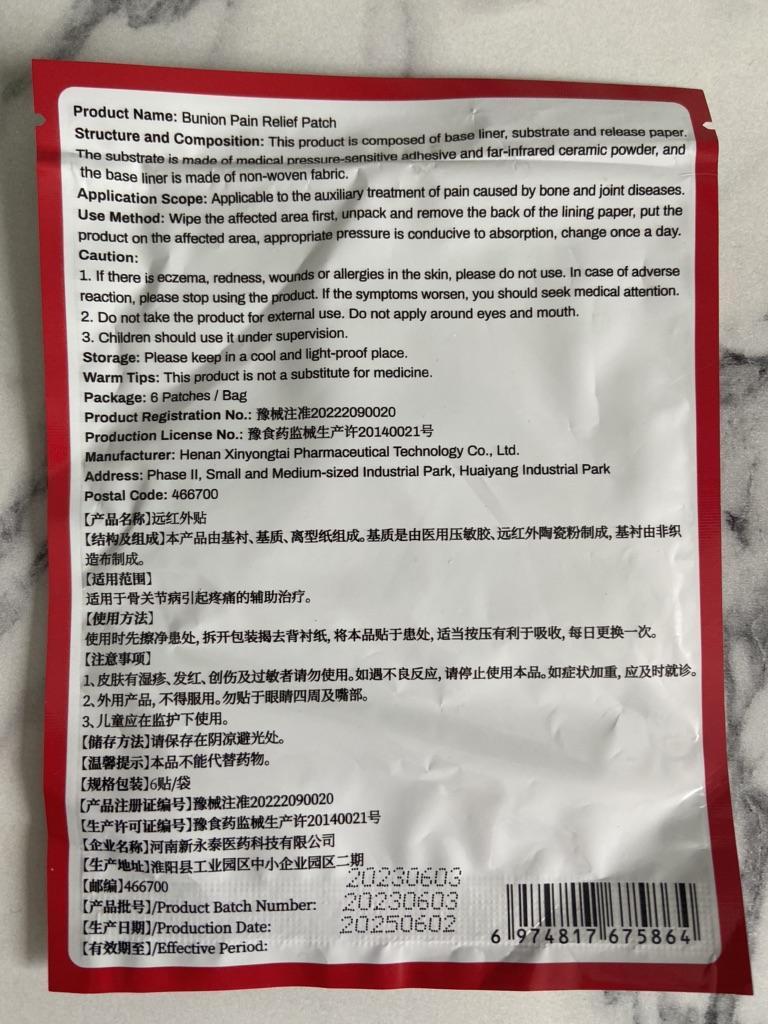 Product Name: Bunion Pain Relief Patch
Structure and Composition: This product is composed of base liner, substrate and release paper.
The substrate is made of medical pressure-sensitive adhesive and far-infrared ceramic powder, and
the base liner is made of non-woven fabric.
Application Scope: Applicable to the auxiliary treatment of pain caused by bone and joint diseases.
Use Method: Wipe the affected area first, unpack and remove the back of the lining paper, put the
product on the affected area, appropriate pressure is conducive to absorption, change once a day.
Caution:
1. If there is eczema, redness, wounds or allergies in the skin, please do not use. In case of adverse
reaction, please stop using the product. If the symptoms worsen, you should seek medical attention.
2. Do not take the product for external use. Do not apply around eyes and mouth.
3. Children should use it under supervision.
Storage: Please keep in a cool and light-proof place.
Warm Tips: This product is not a substitute for medicine.
Package: 6 Patches / Bag
Product Registration No.: 豫械注准20222090020
Production License No.: 豫食药监械生产许20140021号
Manufacturer: Henan Xinyongtai Pharmaceutical Technology Co., Ltd.
Address: Phase II, Small and Medium-sized Industrial Park, Huaiyang Industrial Park
Postal Code: 466700
【产品名称】远红外贴
【结构及组成】本产品由基衬、基质、离型纸组成。基质是由医用压敏胶、远红外陶瓷粉制成, 基衬由非织
造布制成。
【适用范围】
适用于骨关节病引起疼痛的辅助治疗。
【使用方法】
使用时先擦净患处, 拆开包装揭去背衬纸, 将本品贴于患处, 适当按压有利于吸收, 每日更换一次。
【注意事项】
1、皮肤有湿疹、发红、创伤及过敏者请勿使用。如遇不良反应, 请停止使用本品。如症状加重, 应及时就诊。
2、外用产品, 不得服用。勿贴于眼睛四周及嘴部。
3、儿童应在监护下使用。
【储存方法】请保存在阴凉避光处。
【温馨提示】本品不能代替药物。
【规格包装】6贴/袋
【产品注册证编号】豫械注准20222090020
【生产许可证编号】豫食药监械生产许20140021号
【企业名称】河南新永泰医药科技有限公司
【生产地址】淮阳县工业园区中小企业园区二期
【邮编】466700
【产品批号】/Product Batch Number: 20230603
【生产日期】/Production Date: 20230603
【有效期至】/Effective Period: 20250602
6 974817 675864